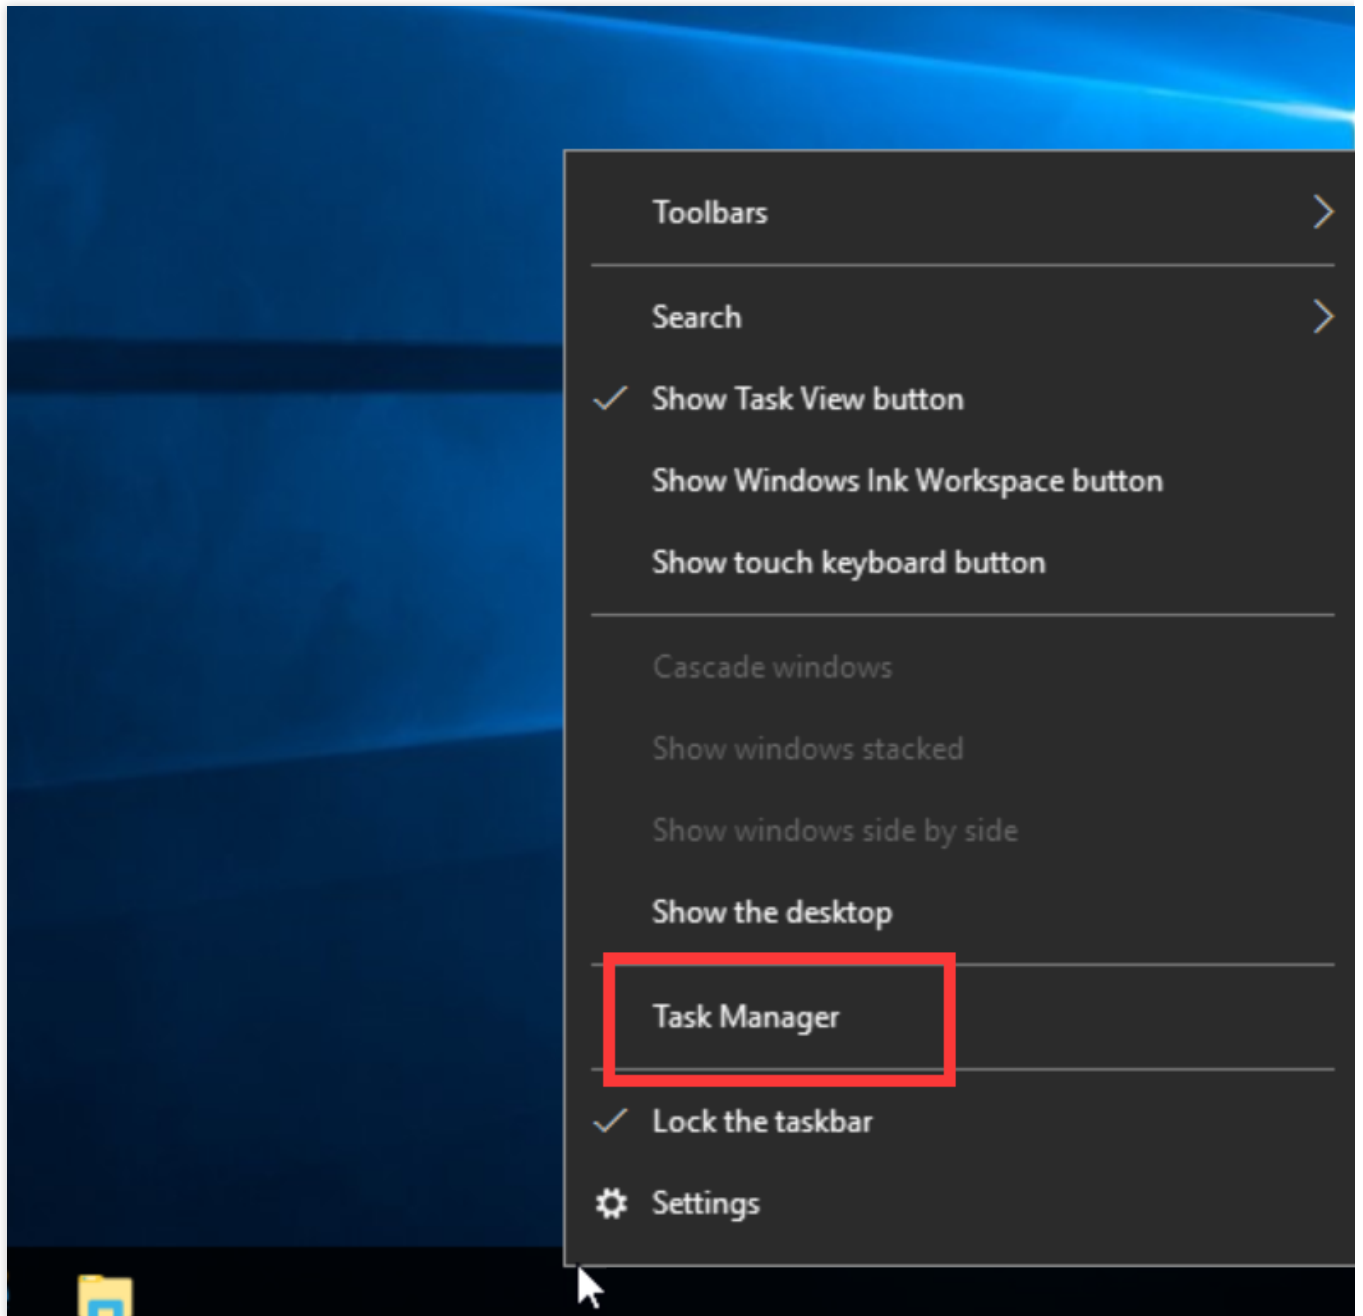 Toolbars
Search
Show Task View button
Show Windows Ink Workspace button
Show touch keyboard button
Cascade windows
Show windows stacked
Show windows side by side
Show the desktop
Task Manager
Lock the taskbar
Settings